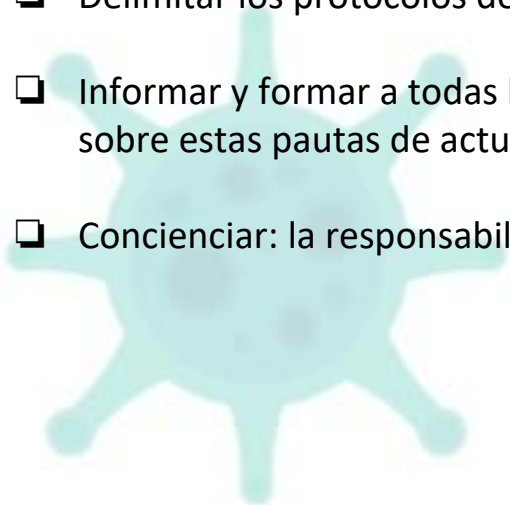 ❑ Delimitar los protocolos de
❑ Informar y formar a todas
sobre estas pautas de actu
❑ Concienciar: la responsabil